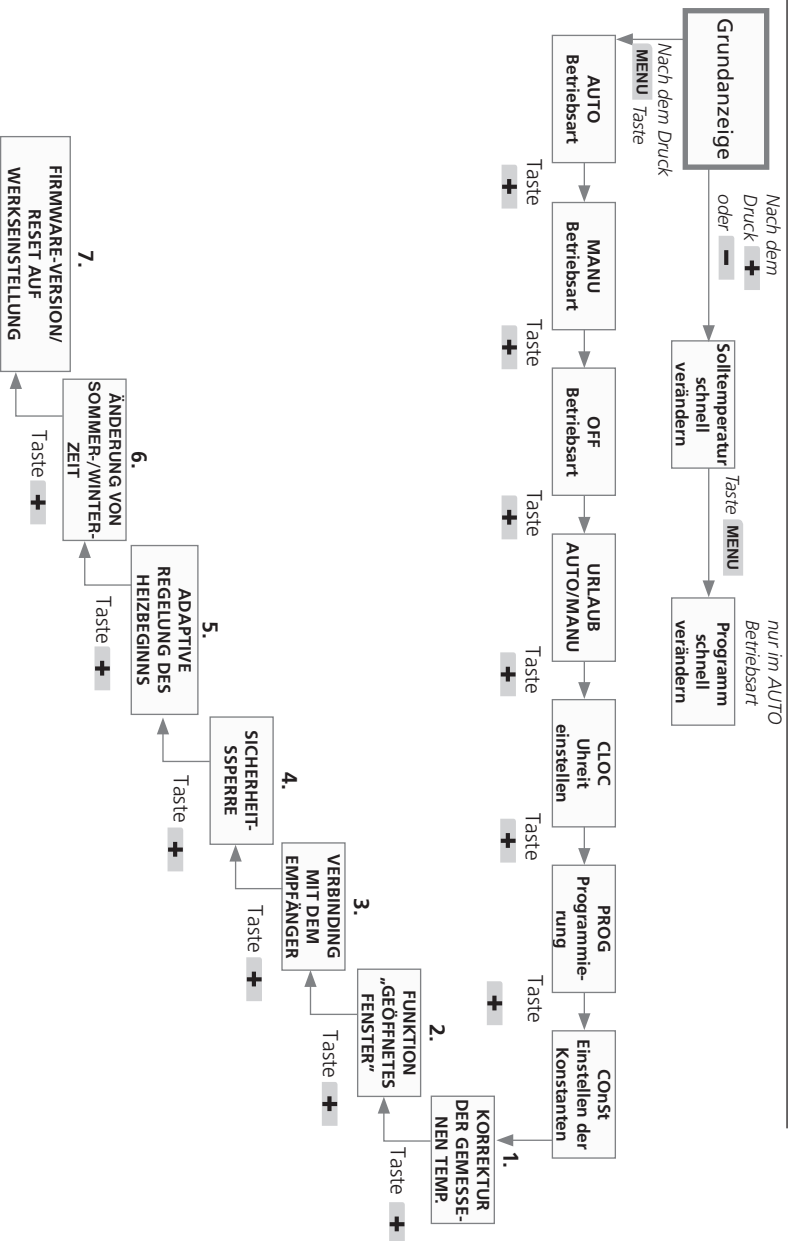 Grundanzeige
Nach dem
Druck +
oder −
Solltemperatur
schnell
verändern
Taste MENU
nur im AUTO
Betriebsart
Programm
schnell
verändern
Nach dem Druck
MENU Taste
AUTO
Betriebsart
Taste
+
MANU
Betriebsart
Taste
+
OFF
Betriebsart
Taste
+
URLAUB
AUTO/MANU
Taste
+
CLOC
Uhreit
einstellen
Taste
+
PROG
Programmie-
rung
Taste
+
COnSt
Einstellen der
Konstanten
1.
KORREKTUR
DER GEMESSE-
NEN TEMP.
Taste +
2.
FUNKTION
„GEÖFFNETES
FENSTER”
Taste +
3.
VERBINDING
MIT DEM
EMPFÄNGER
Taste +
4.
SICHERHEIT-
SSPERRE
Taste +
5.
ADAPTIVE
REGELUNG DES
HEIZBEGINNS
Taste +
6.
ÄNDERUNG VON
SOMMER-/WINTER-
ZEIT
Taste +
7.
FIRMWARE-VERSION/
RESET AUF
WERKSEINSTELLUNG